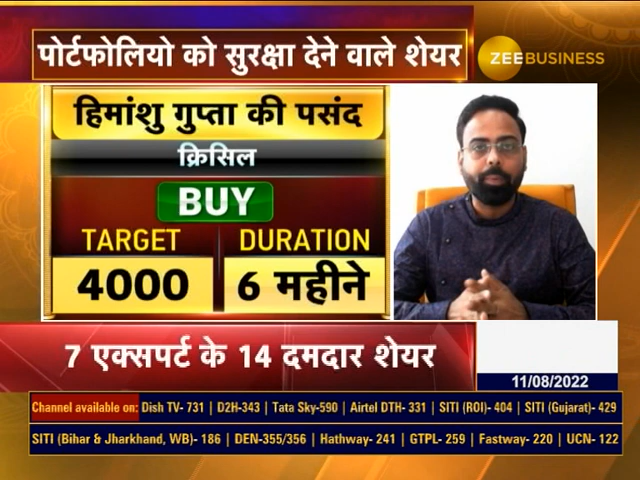 पोर्टफोलियो को सुरक्षा देने वाले शेयर
ZEEBUSINESS
हिमांशु गुप्ता की पसंद
क्रिसिल
BUY
TARGET
DURATION
4000
6 महीने
7 एक्सपर्ट के 14 दमदार शेयर
11/08/2022
Channel available on: Dish TV- 731 | D2H-343 | Tata Sky-590 | Airtel DTH- 331 | SITI (ROI)- 404 | SITI (Gujarat)- 429
SITI (Bihar & Jharkhand, WB)- 186 | DEN-355/356 | Hathway- 241 | GTPL- 259 | Fastway- 220 | UCN- 122